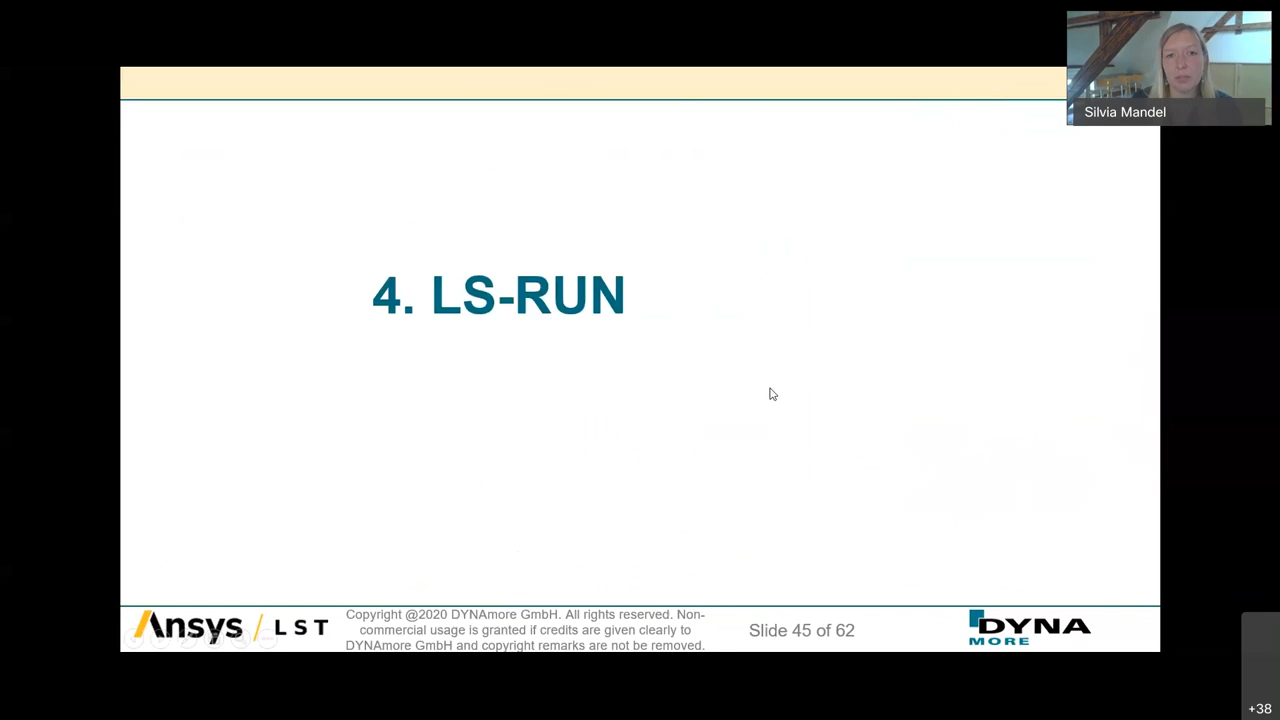 Silvia Mandel
4. LS-RUN
Ansys / LST
Copyright @2020 DYNAmore GmbH. All rights reserved. Non-
commercial usage is granted if credits are given clearly to
DYNAmore GmbH and copyright remarks are not be removed.
Slide 45 of 62
DYNA
MORE
+38